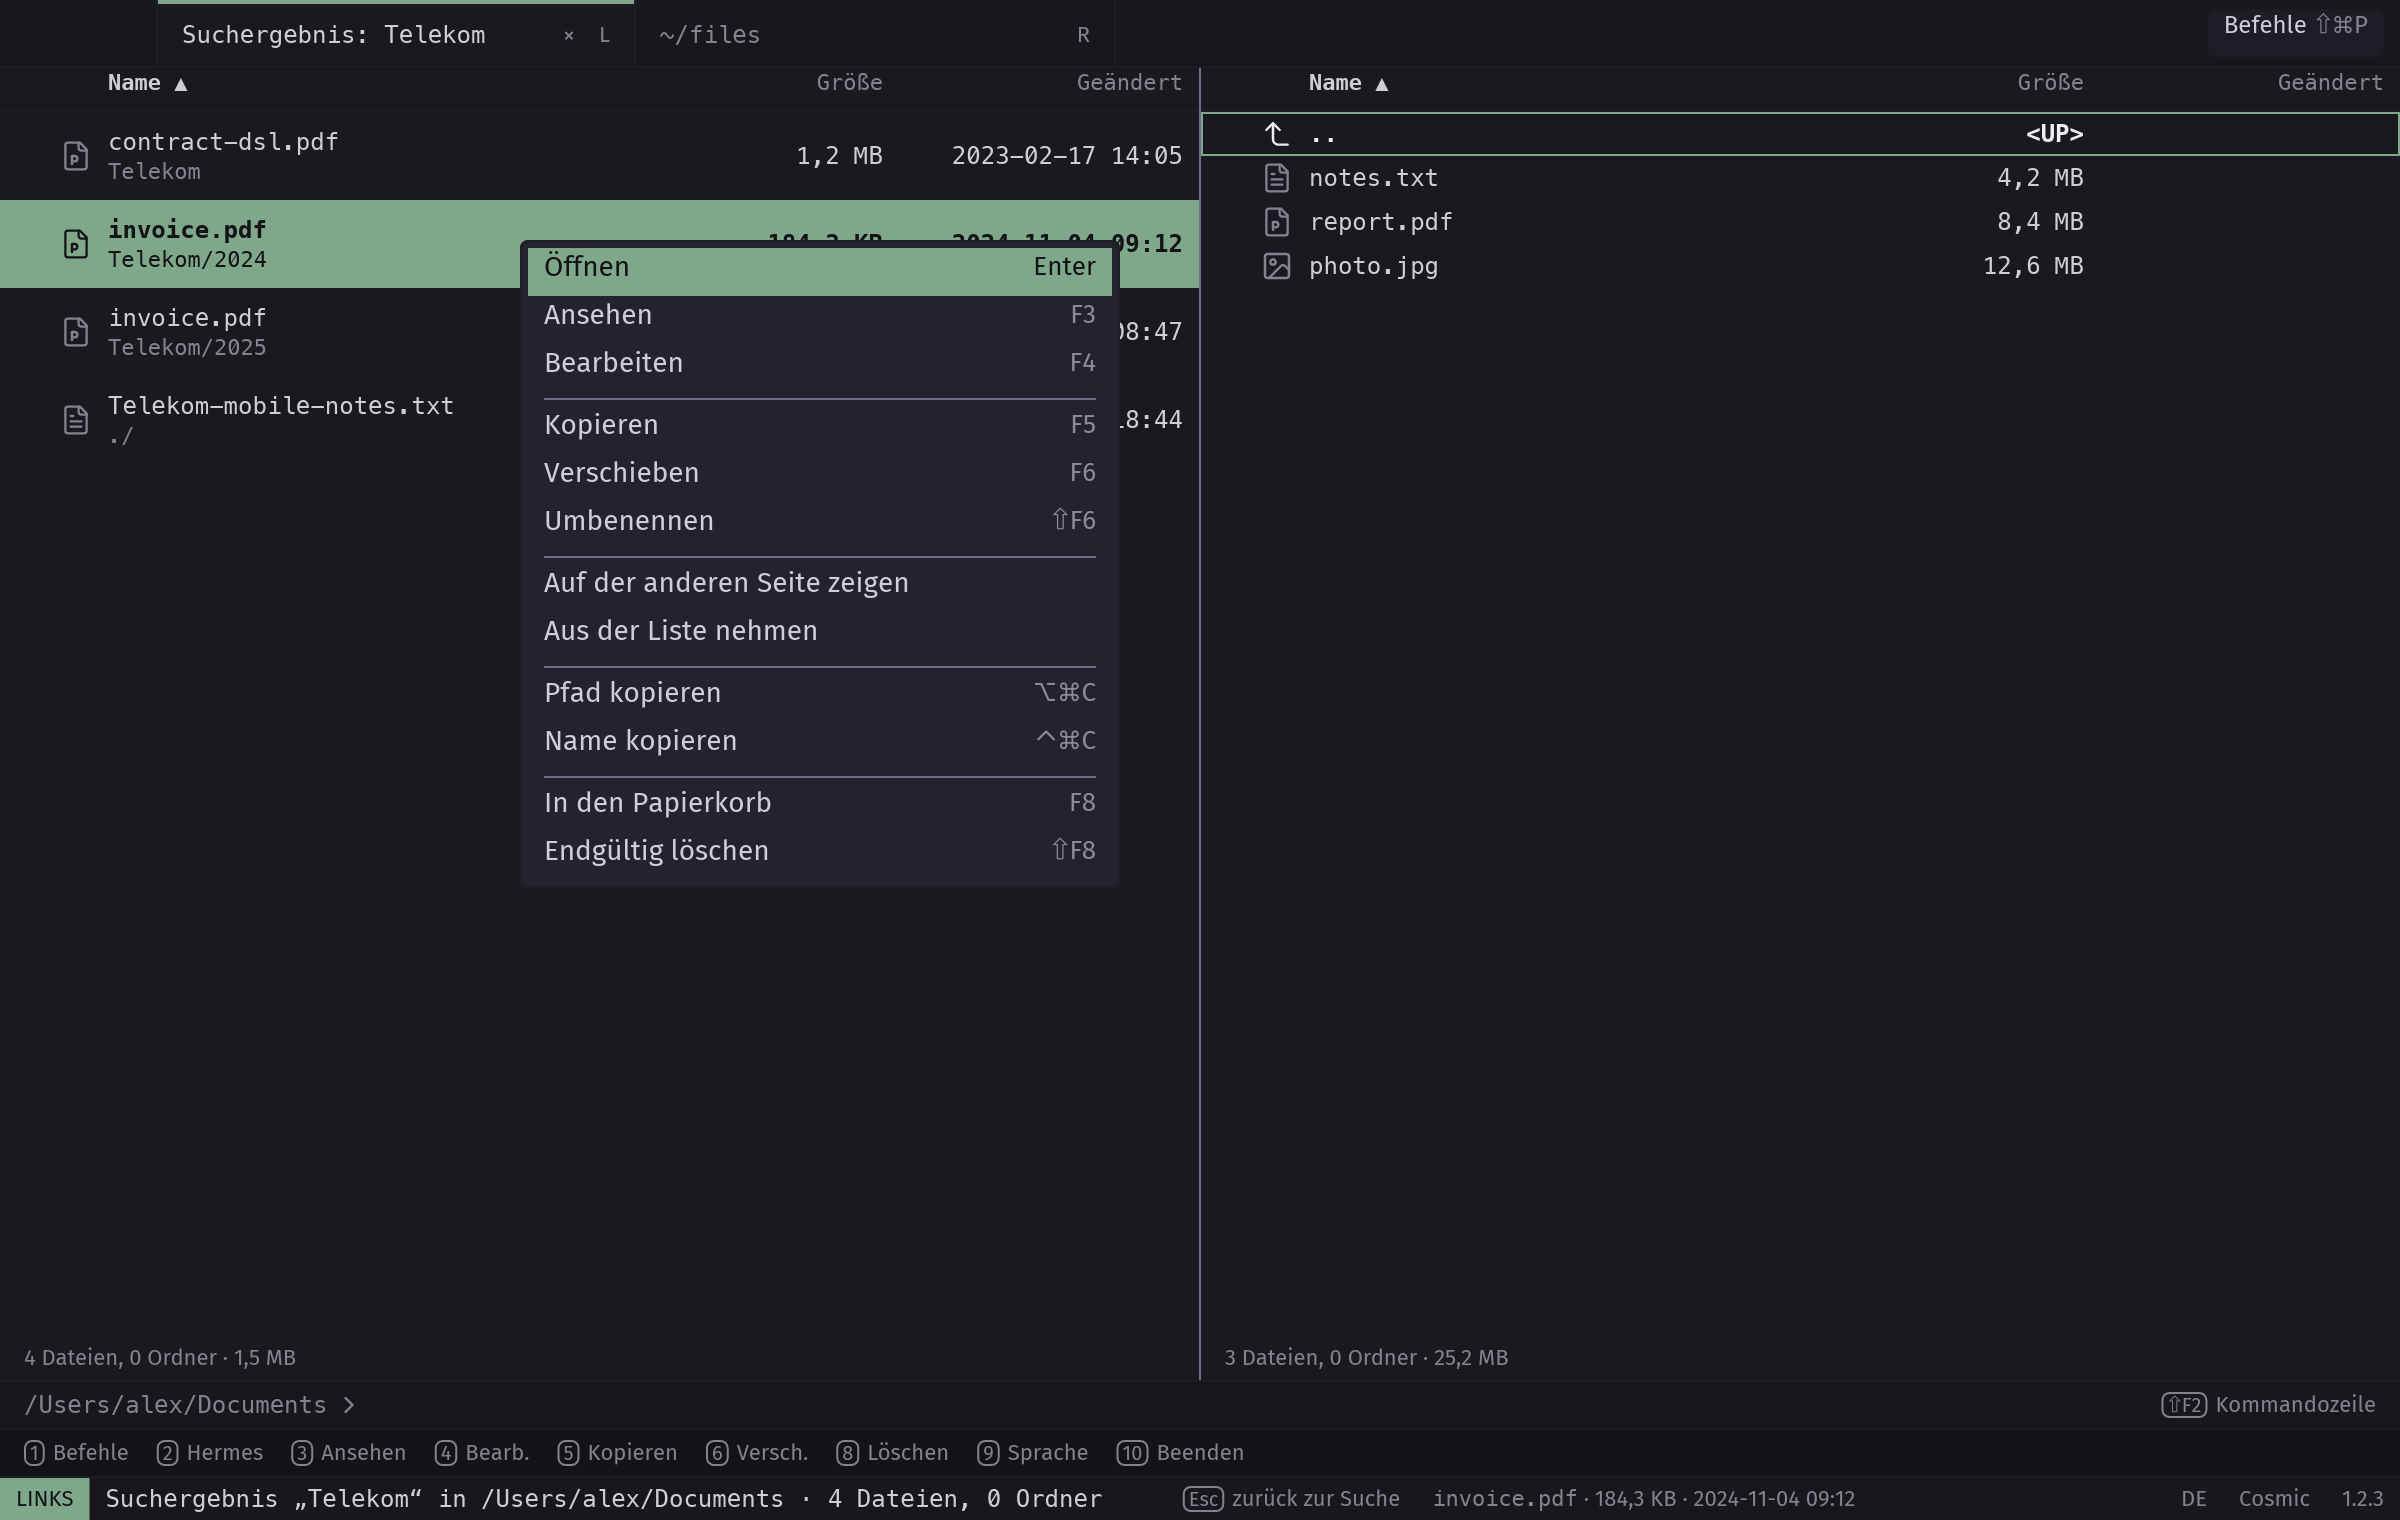 Suchergebnis: Telekom × L ~/files R Befehle ⇧⌘P
Name ▲ Größe Geändert
contract-dsl.pdf 1,2 MB 2023-02-17 14:05
Telekom
invoice.pdf 09:12
Telekom/2024
invoice.pdf 08:47
Telekom/2025
Telekom-mobile-notes.txt 18:44
./
Öffnen Enter
Ansehen F3
Bearbeiten F4
Kopieren F5
Verschieben F6
Umbenennen ⇧F6
Auf der anderen Seite zeigen
Aus der Liste nehmen
Pfad kopieren ⌥⌘C
Name kopieren ^⌘C
In den Papierkorb F8
Endgültig löschen ⇧F8
4 Dateien, 0 Ordner · 1,5 MB
Name ▲ Größe Geändert
.. <UP>
notes.txt 4,2 MB
report.pdf 8,4 MB
photo.jpg 12,6 MB
3 Dateien, 0 Ordner · 25,2 MB
/Users/alex/Documents > ⇧F2 Kommandozeile
1 Befehle 2 Hermes 3 Ansehen 4 Bearb. 5 Kopieren 6 Versch. 8 Löschen 9 Sprache 10 Beenden
LINKS Suchergebnis „Telekom“ in /Users/alex/Documents · 4 Dateien, 0 Ordner Esc zurück zur Suche invoice.pdf · 184,3 KB · 2024-11-04 09:12 DE Cosmic 1.2.3